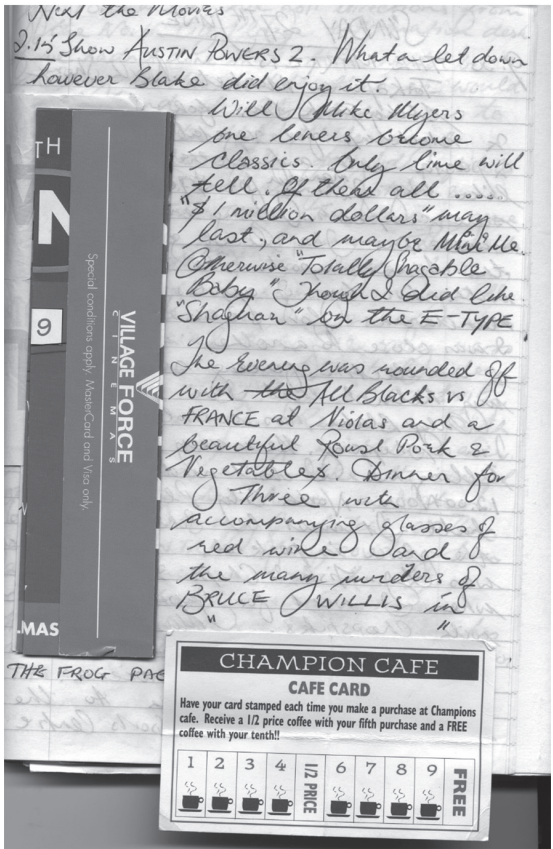 Next the Movies
2.15 Show AUSTIN POWERS 2. What a let down
however Blake did enjoy it.
Will Mike Myers
one liners become
classics. Only time will
tell. Of them all .....
"$1 million dollars" may
last, and maybe Mini Me.
Otherwise "Totally Shagable
Baby" Though I did like
"Shaghar" on the E-TYPE
The Evening was rounded off
with the All Blacks vs
FRANCE at Violas and a
beautiful Roast Pork &
Vegetables. Dinner for
Three with
accompanying glasses of
red wine and
the many murders of
BRUCE WILLIS in
" "
THE FROG
TH
N
9
.MAS
VILLAGE FORCE
CINEMAS
Special conditions apply. MasterCard and Visa only.
CHAMPION CAFE
CAFE CARD
Have your card stamped each time you make a purchase at Champions
cafe. Receive a 1/2 price coffee with your fifth purchase and a FREE
coffee with your tenth!!
1 2 3 4 1/2 PRICE 6 7 8 9 FREE